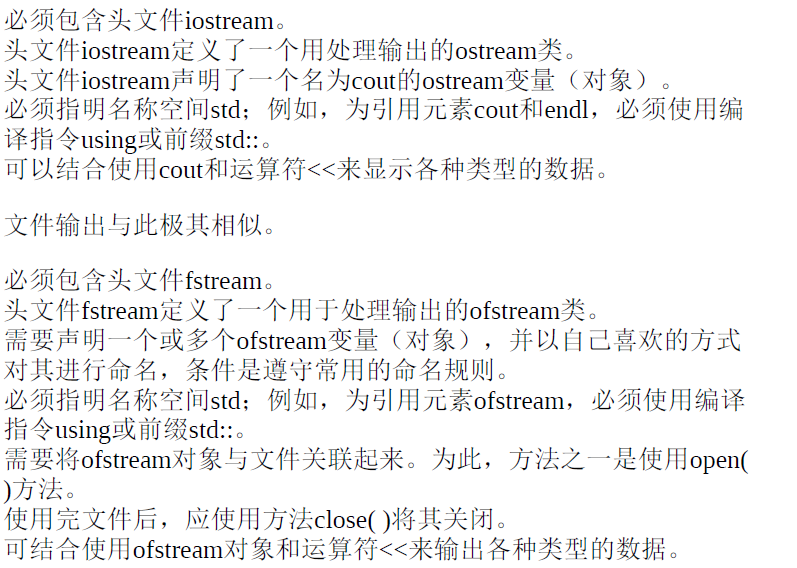 必须包含头文件iostream。
头文件iostream定义了一个用处理输出的ostream类。
头文件iostream声明了一个名为cout的ostream变量（对象）。
必须指明名称空间std；例如，为引用元素cout和endl，必须使用编
译指令using或前缀std::。
可以结合使用cout和运算符<<来显示各种类型的数据。
文件输出与此极其相似。
必须包含头文件fstream。
头文件fstream定义了一个用于处理输出的ofstream类。
需要声明一个或多个ofstream变量（对象），并以自己喜欢的方式
对其进行命名，条件是遵守常用的命名规则。
必须指明名称空间std；例如，为引用元素ofstream，必须使用编译
指令using或前缀std::。
需要将ofstream对象与文件关联起来。为此，方法之一是使用open(
)方法。
使用完文件后，应使用方法close( )将其关闭。
可结合使用ofstream对象和运算符<<来输出各种类型的数据。